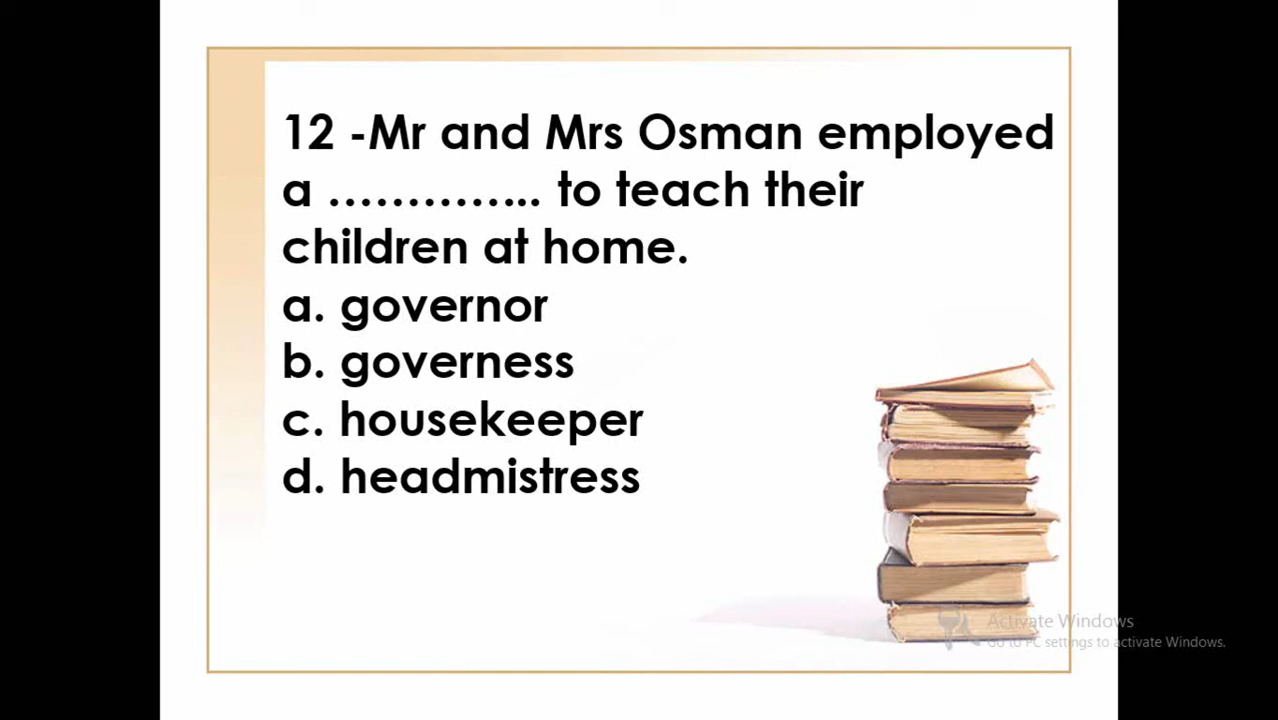 12 -Mr and Mrs Osman employed
a ………….. to teach their
children at home.
a. governor
b. governess
c. housekeeper
d. headmistress
Activate Windows
Go to PC settings to activate Windows.